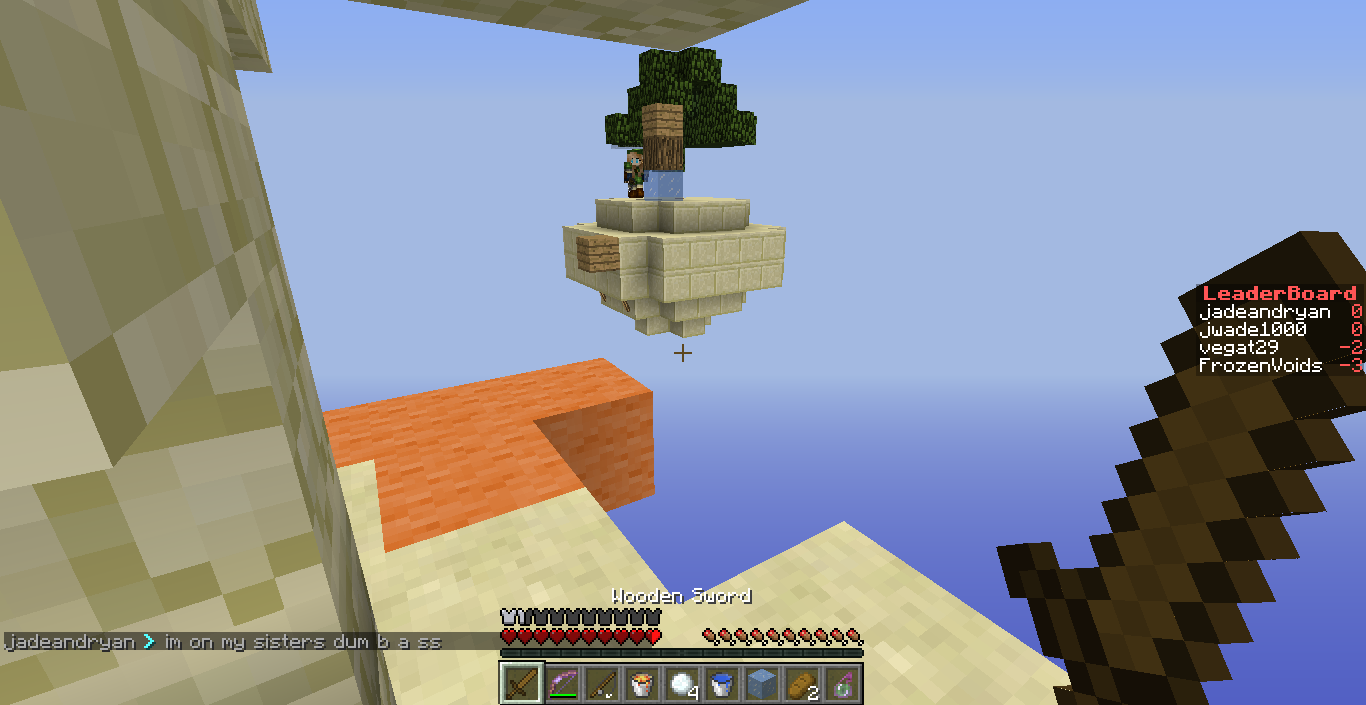 LeaderBoard
jadeandryan 0
jwade1000 0
vegat29 -2
FrozenVoids -3
Wooden Sword
jadeandryan > im on my sisters dum b a ss
4
2